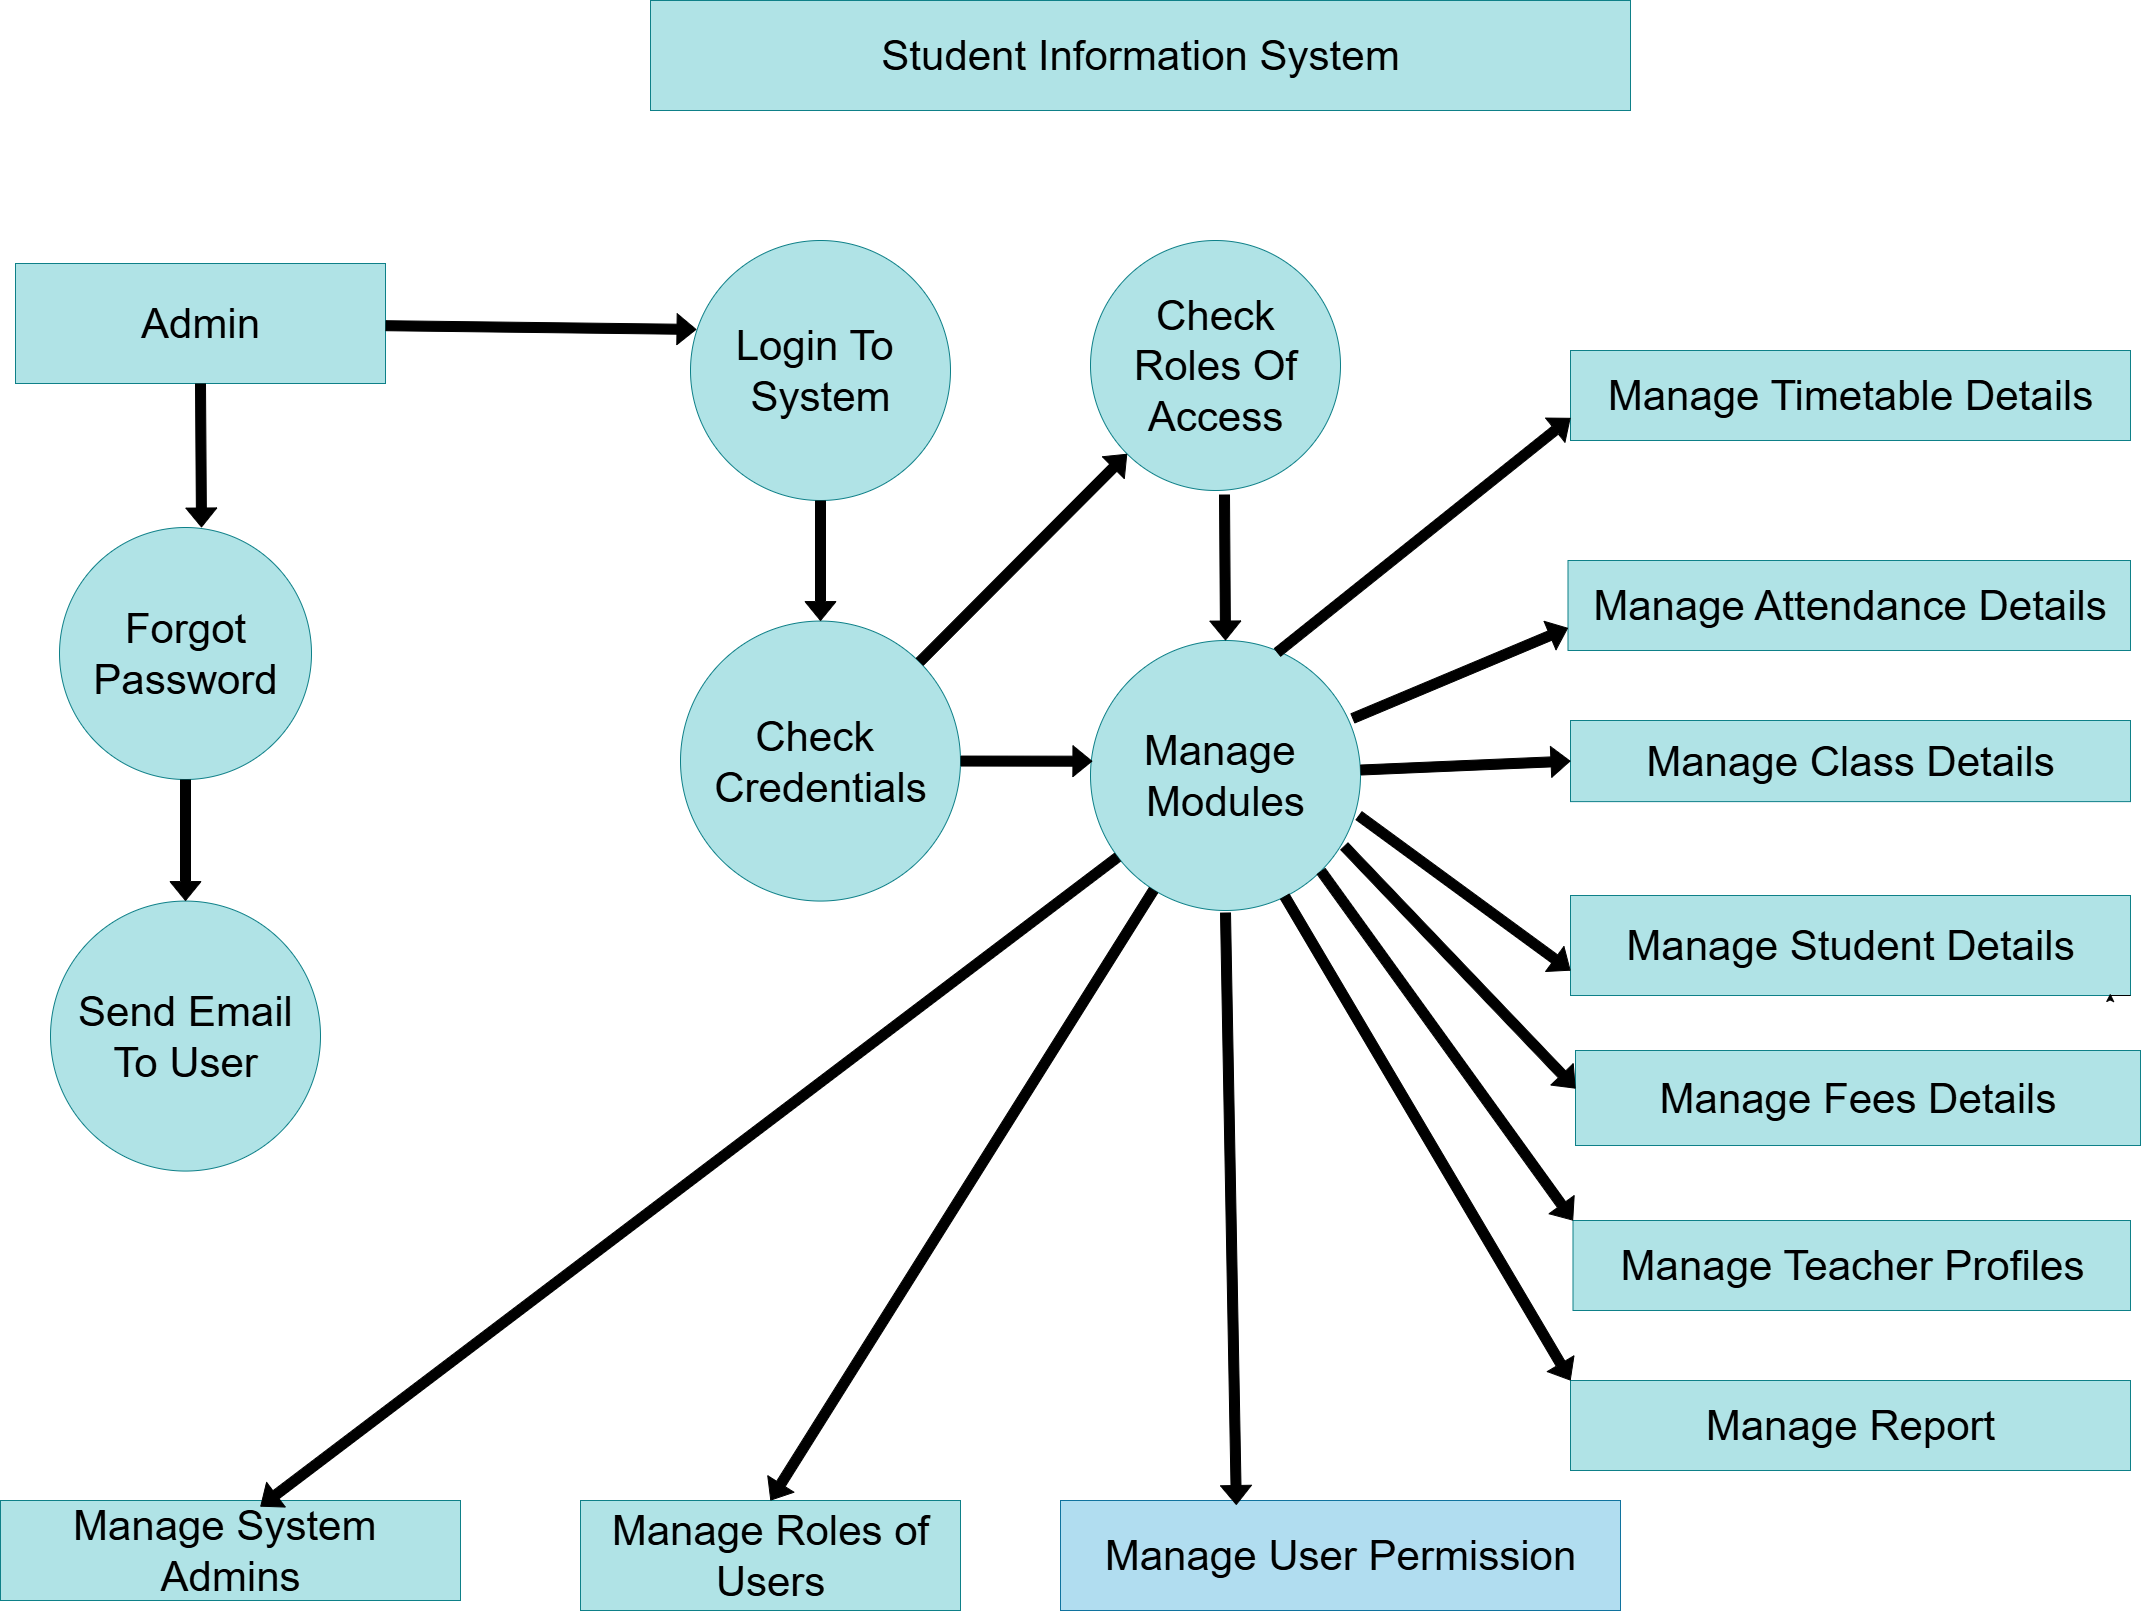 Student Information System
Admin
Login To
System
Check
Roles Of
Access
Manage Timetable Details
Forgot
Password
Manage Attendance Details
Check
Credentials
Manage
Modules
Manage Class Details
Send Email
To User
Manage Student Details
Manage Fees Details
Manage Teacher Profiles
Manage Report
Manage System
Admins
Manage Roles of
Users
Manage User Permission